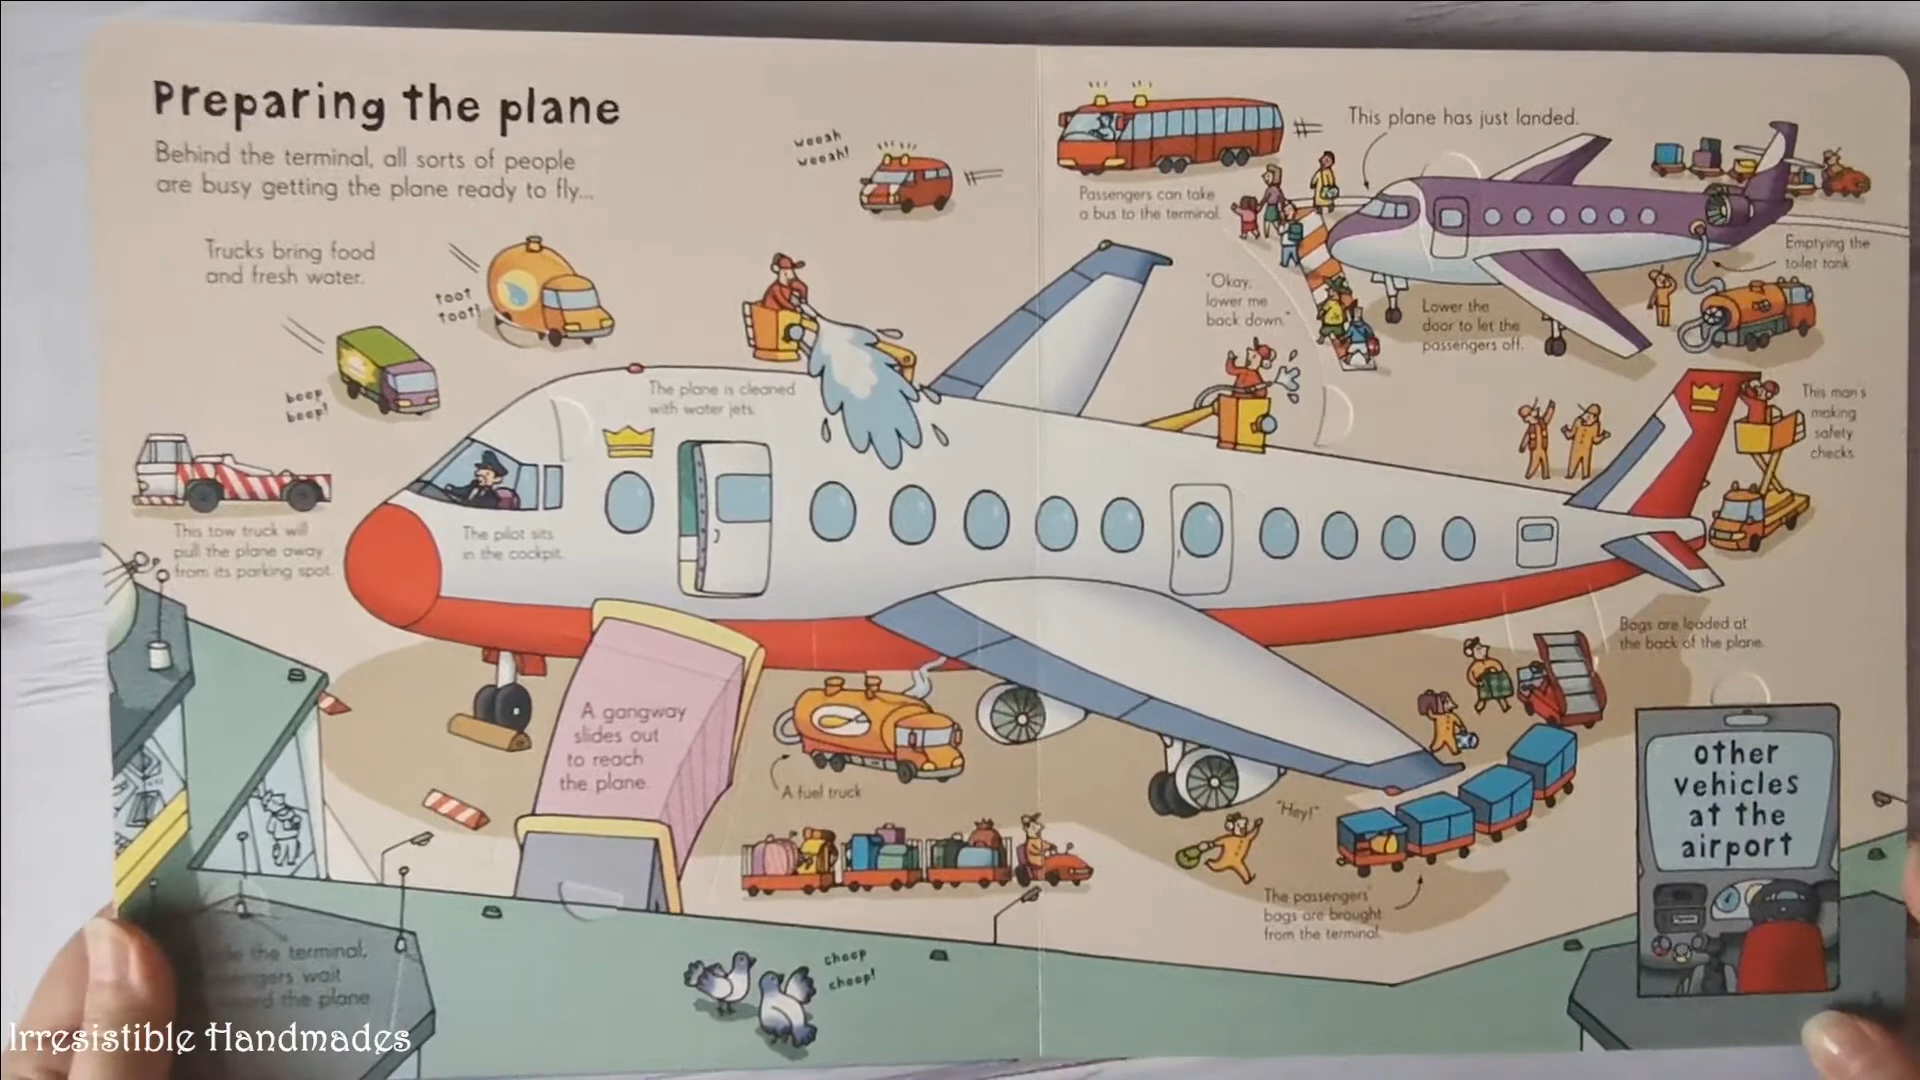 Preparing the plane
Behind the terminal, all sorts of people
are busy getting the plane ready to fly...
Trucks bring food
and fresh water.
toot
toot!
beep
beep!
weeah
weeah!
This tow truck will
pull the plane away
from its parking spot.
The pilot sits
in the cockpit.
The plane is cleaned
with water jets.
A gangway
slides out
to reach
the plane.
A fuel truck
the terminal,
wait
the plane
cheep
cheep!
Passengers can take
a bus to the terminal.
This plane has just landed.
"Okay,
lower me
back down."
Lower the
door to let the
passengers off.
Emptying the
toilet tank
This man's
making
safety
checks
Bags are loaded at
the back of the plane.
"Hey!"
The passengers'
bags are brought
from the terminal.
other
vehicles
at the
airport
Irresistible Handmades